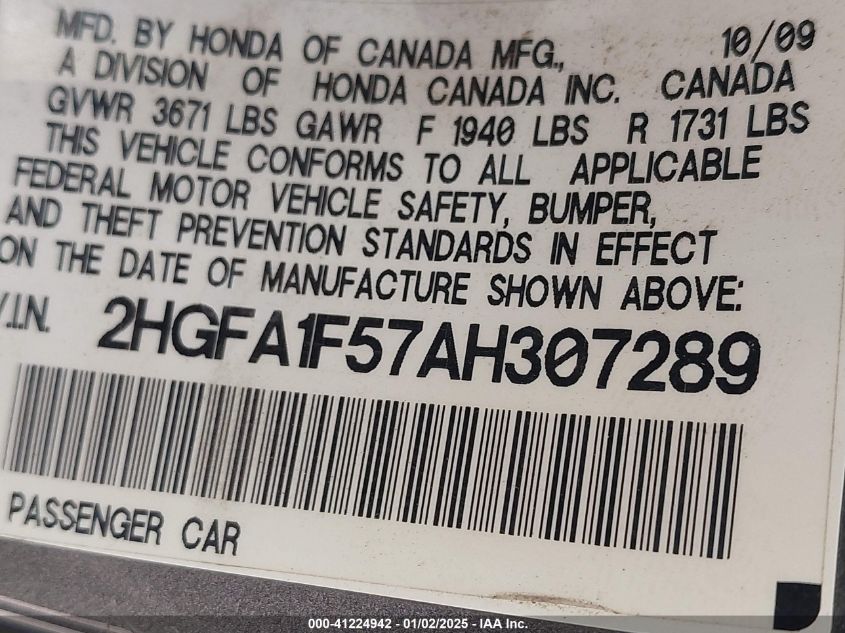 MFD. BY HONDA OF CANADA MFG., 10/09
A DIVISION OF HONDA CANADA INC. CANADA
GVWR 3671 LBS GAWR F 1940 LBS R 1731 LBS
THIS VEHICLE CONFORMS TO ALL APPLICABLE
FEDERAL MOTOR VEHICLE SAFETY, BUMPER,
AND THEFT PREVENTION STANDARDS IN EFFECT
ON THE DATE OF MANUFACTURE SHOWN ABOVE:
V.I.N. 2HGFA1F57AH307289
PASSENGER CAR
000-41224942 - 01/02/2025 - IAA Inc.